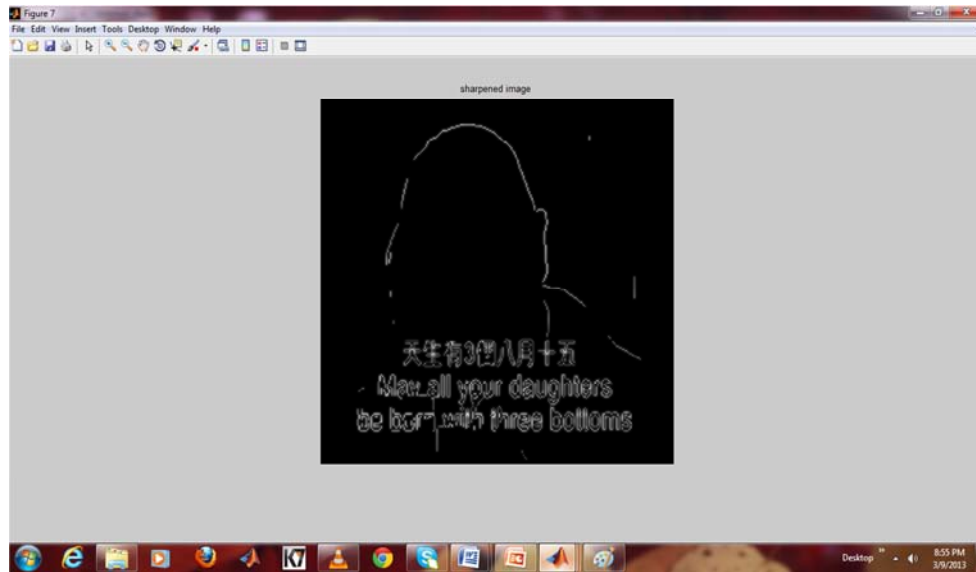 Figure 7
File Edit View Insert Tools Desktop Window Help
sharpened image
天生有3個八月十五
May all your daughters
be born with three bottoms
K7
Desktop
8:55 PM
3/9/2013